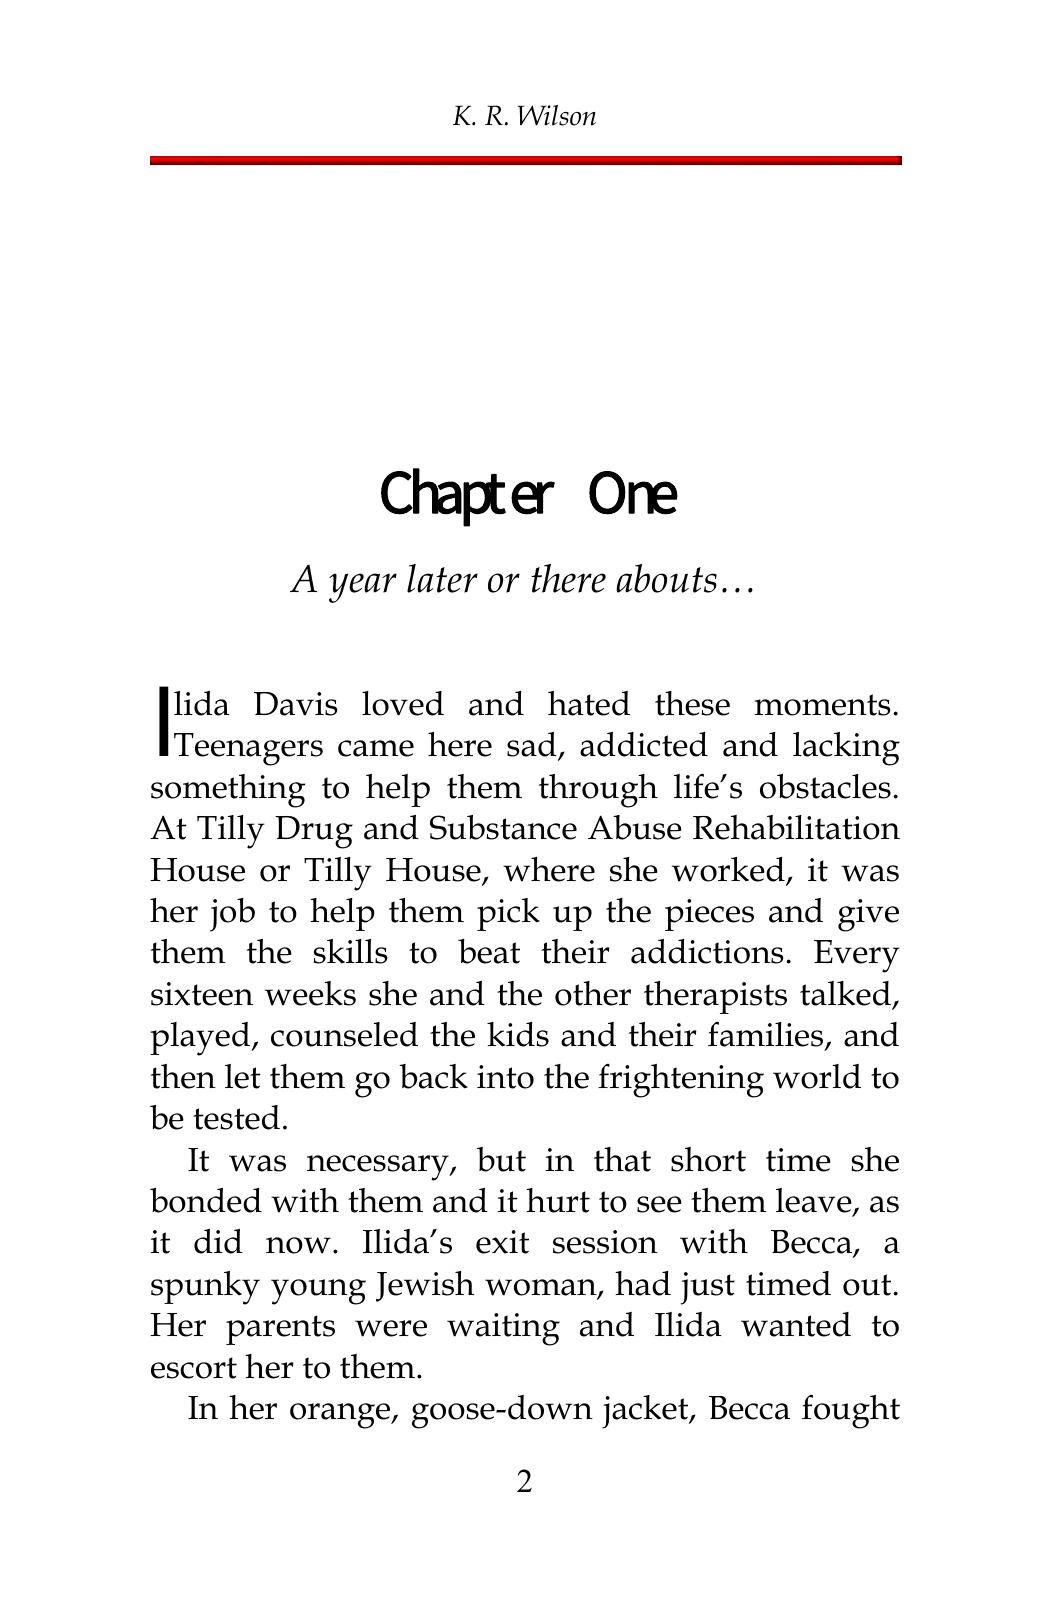 K. R. Wilson
Chapter One
A year later or there abouts…
Ilida Davis loved and hated these moments.
Teenagers came here sad, addicted and lacking
something to help them through life’s obstacles.
At Tilly Drug and Substance Abuse Rehabilitation
House or Tilly House, where she worked, it was
her job to help them pick up the pieces and give
them the skills to beat their addictions. Every
sixteen weeks she and the other therapists talked,
played, counseled the kids and their families, and
then let them go back into the frightening world to
be tested.
It was necessary, but in that short time she
bonded with them and it hurt to see them leave, as
it did now. Ilida’s exit session with Becca, a
spunky young Jewish woman, had just timed out.
Her parents were waiting and Ilida wanted to
escort her to them.
In her orange, goose-down jacket, Becca fought
2